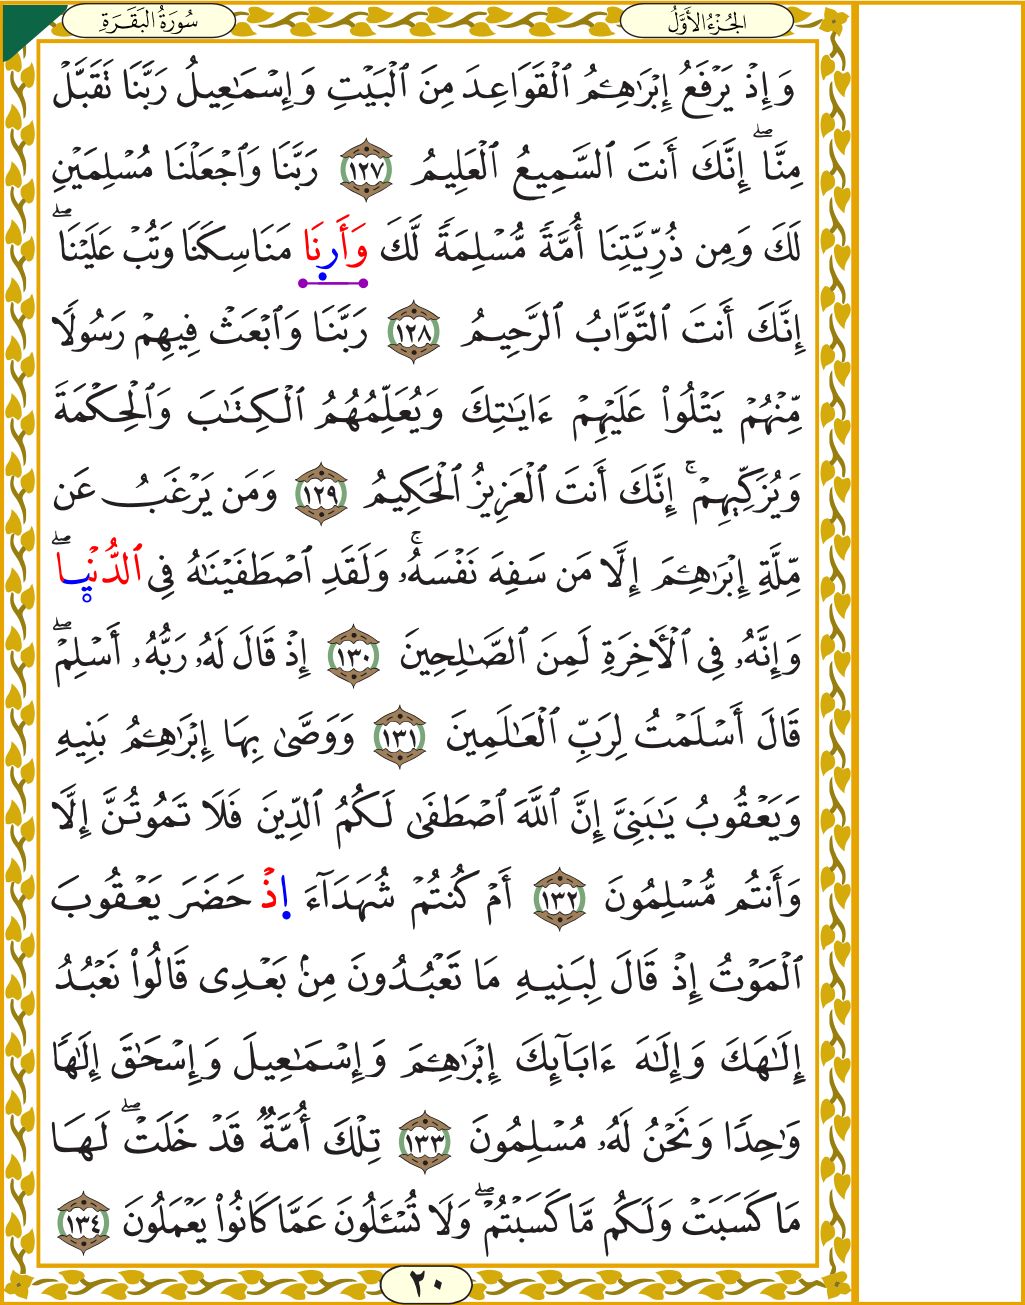 سُورَةُ البَقَرَةِ
الجُزْءُ الأَوَّلُ
وَإِذْ يَرْفَعُ إِبْرَٰهِـۧمُ ٱلْقَوَاعِدَ مِنَ ٱلْبَيْتِ وَإِسْمَـٰعِيلُ رَبَّنَا تَقَبَّلْ
مِنَّاۖ إِنَّكَ أَنتَ ٱلسَّمِيعُ ٱلْعَلِيمُ ١٢٧ رَبَّنَا وَٱجْعَلْنَا مُسْلِمَيْنِ
لَكَ وَمِن ذُرِّيَّتِنَا أُمَّةً مُّسْلِمَةً لَّكَ وَأَرِنَا مَنَاسِكَنَا وَتُبْ عَلَيْنَاۖ
إِنَّكَ أَنتَ ٱلتَّوَّابُ ٱلرَّحِيمُ ١٢٨ رَبَّنَا وَٱبْعَثْ فِيهِمْ رَسُولًا
مِّنْهُمْ يَتْلُوا۟ عَلَيْهِمْ ءَايَـٰتِكَ وَيُعَلِّمُهُمُ ٱلْكِتَـٰبَ وَٱلْحِكْمَةَ
وَيُزَكِّيهِمْۚ إِنَّكَ أَنتَ ٱلْعَزِيزُ ٱلْحَكِيمُ ١٢٩ وَمَن يَرْغَبُ عَن
مِّلَّةِ إِبْرَٰهِـۧمَ إِلَّا مَن سَفِهَ نَفْسَهُۥۚ وَلَقَدِ ٱصْطَفَيْنَـٰهُ فِى ٱلدُّنْيَاۖ
وَإِنَّهُۥ فِى ٱلْـَٔاخِرَةِ لَمِنَ ٱلصَّـٰلِحِينَ ١٣٠ إِذْ قَالَ لَهُۥ رَبُّهُۥٓ أَسْلِمْۖ
قَالَ أَسْلَمْتُ لِرَبِّ ٱلْعَـٰلَمِينَ ١٣١ وَوَصَّىٰ بِهَا إِبْرَٰهِـۧمُ بَنِيهِ
وَيَعْقُوبُ يَـٰبَنِىَّ إِنَّ ٱللَّهَ ٱصْطَفَىٰ لَكُمُ ٱلدِّينَ فَلَا تَمُوتُنَّ إِلَّا
وَأَنتُم مُّسْلِمُونَ ١٣٢ أَمْ كُنتُمْ شُهَدَآءَ إِذْ حَضَرَ يَعْقُوبَ
ٱلْمَوْتُ إِذْ قَالَ لِبَنِيهِ مَا تَعْبُدُونَ مِنۢ بَعْدِى قَالُوا۟ نَعْبُدُ
إِلَـٰهَكَ وَإِلَـٰهَ ءَابَآئِكَ إِبْرَٰهِـۧمَ وَإِسْمَـٰعِيلَ وَإِسْحَـٰقَ إِلَـٰهًا
وَٰحِدًا وَنَحْنُ لَهُۥ مُسْلِمُونَ ١٣٣ تِلْكَ أُمَّةٌ قَدْ خَلَتْۖ لَهَا
مَا كَسَبَتْ وَلَكُم مَّا كَسَبْتُمْۖ وَلَا تُسْـَٔلُونَ عَمَّا كَانُوا۟ يَعْمَلُونَ ١٣٤
٢٠